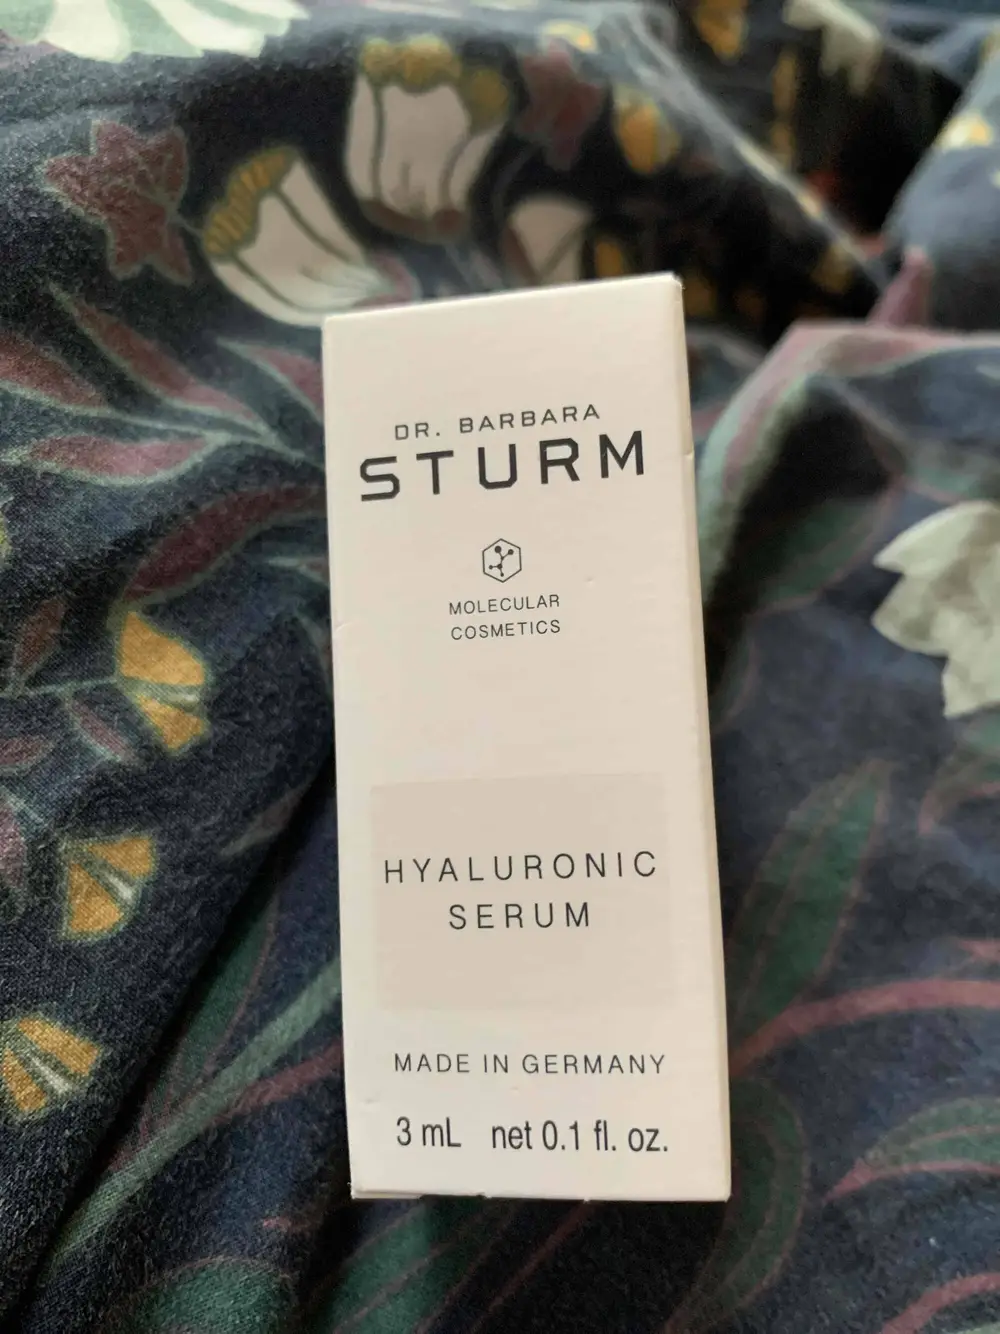 DR. BARBARA
STURM
MOLECULAR
COSMETICS
HYALURONIC
SERUM
MADE IN GERMANY
3 mL net 0.1 fl. oz.